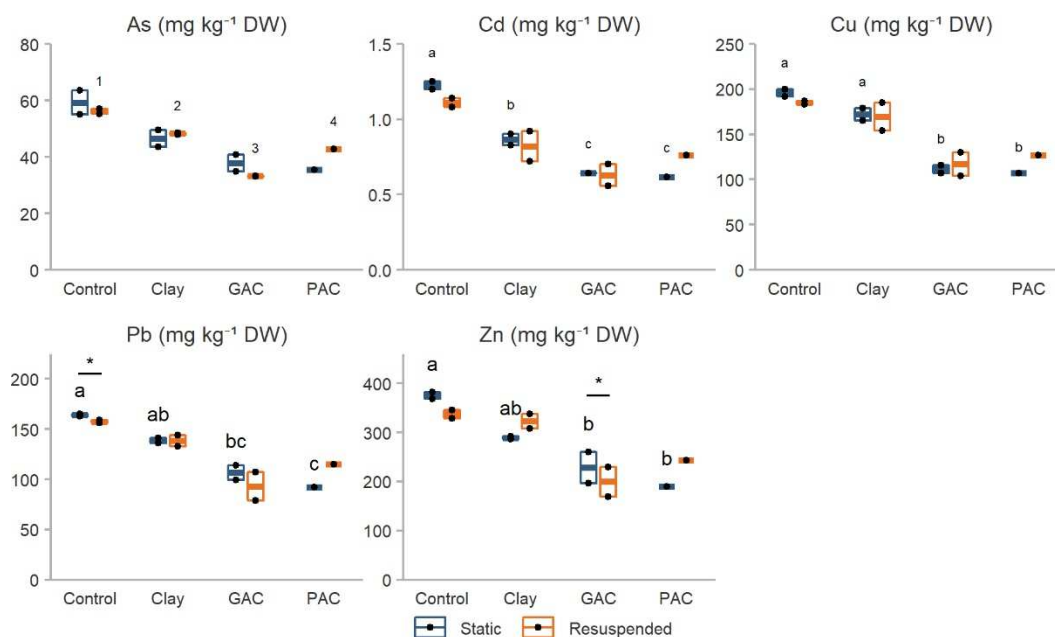 As (mg kg⁻¹ DW)
80
60
40
20
0
1
2
3
4
Control Clay GAC PAC
Cd (mg kg⁻¹ DW)
1.5
1.0
0.5
0.0
a
b
c
c
Control Clay GAC PAC
Cu (mg kg⁻¹ DW)
250
200
150
100
50
0
a
a
b
b
Control Clay GAC PAC
Pb (mg kg⁻¹ DW)
200
150
100
50
0
*
a
ab
bc
c
Control Clay GAC PAC
Zn (mg kg⁻¹ DW)
400
300
200
100
0
a
ab
*
b
b
Control Clay GAC PAC
Static Resuspended